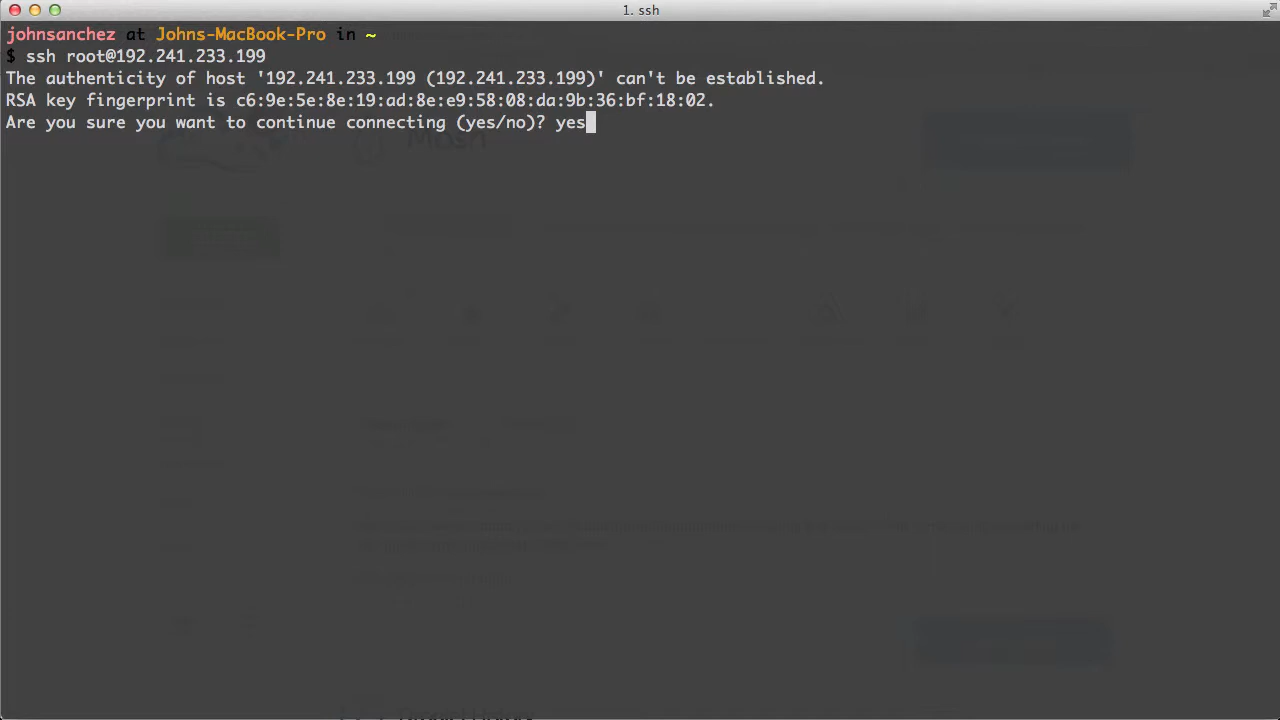 1. ssh
johnsanchez at Johns-MacBook-Pro in ~
$ ssh root@192.241.233.199
The authenticity of host '192.241.233.199 (192.241.233.199)' can't be established.
RSA key fingerprint is c6:9e:5e:8e:19:ad:8e:e9:58:08:da:9b:36:bf:18:02.
Are you sure you want to continue connecting (yes/no)? yes
Mosh